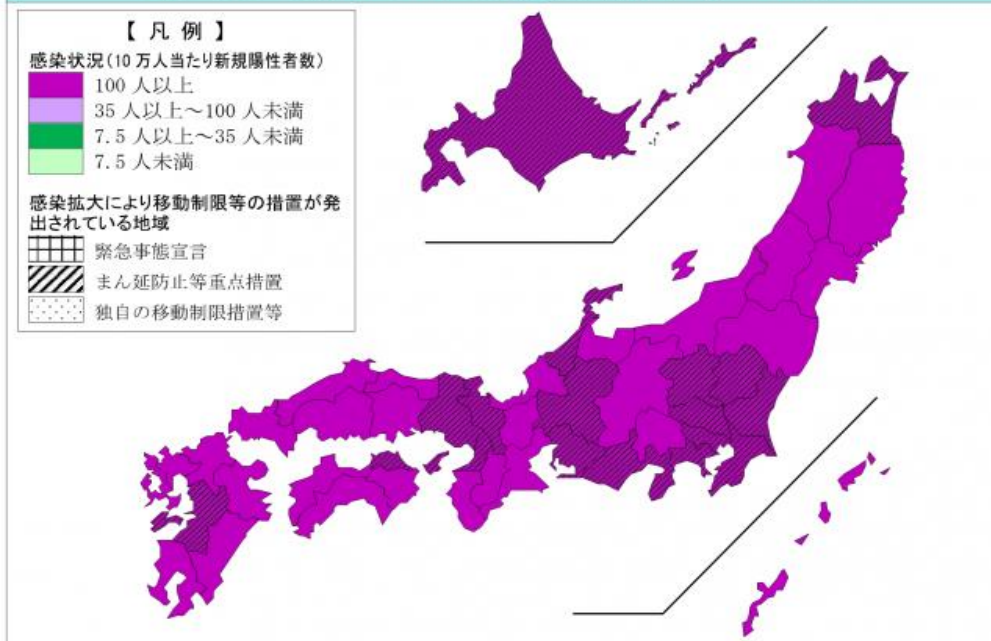 【 凡 例 】
感染状況(10万人当たり新規陽性者数)
100 人以上
35 人以上～100 人未満
7.5 人以上～35 人未満
7.5 人未満
感染拡大により移動制限等の措置が発
出されている地域
緊急事態宣言
まん延防止等重点措置
独自の移動制限措置等